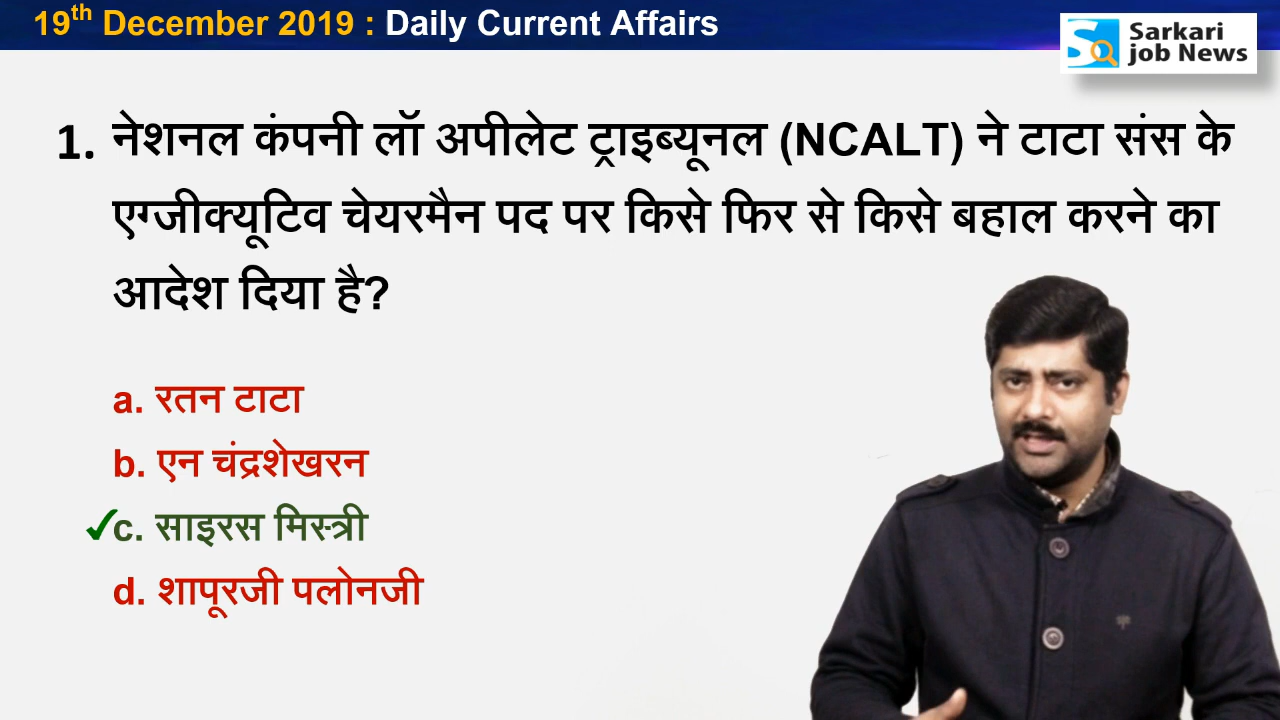 19th December 2019 : Daily Current Affairs
Sarkari
job News
1. नेशनल कंपनी लॉ अपीलेट ट्राइब्यूनल (NCALT) ने टाटा संस के
एग्जीक्यूटिव चेयरमैन पद पर किसे फिर से किसे बहाल करने का
आदेश दिया है?
a. रतन टाटा
b. एन चंद्रशेखरन
✓c. साइरस मिस्त्री
d. शापूरजी पलोनजी